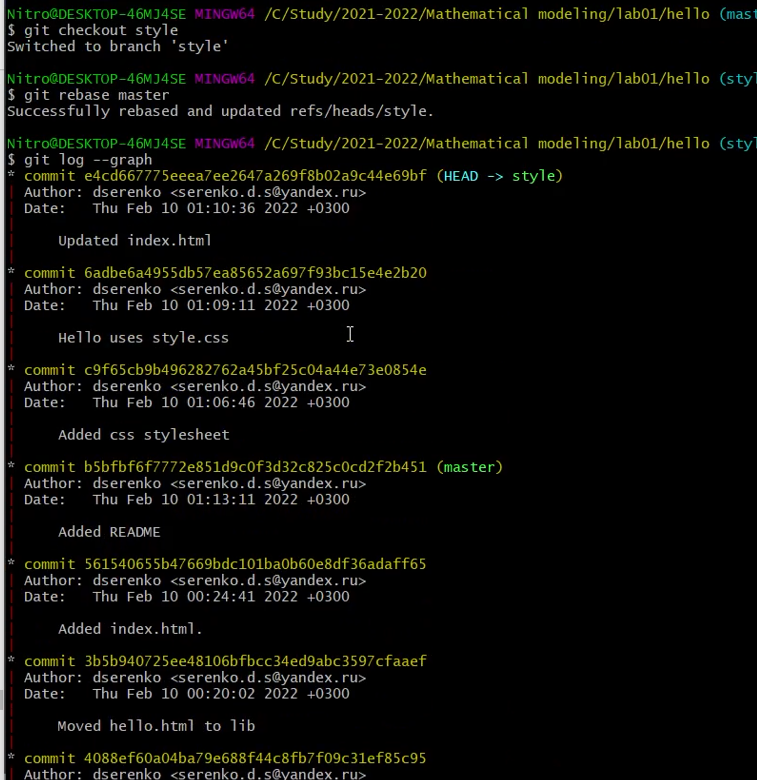 Nitro@DESKTOP-46MJ4SE MINGW64 /C/Study/2021-2022/Mathematical modeling/lab01/hello (mast
$ git checkout style
Switched to branch 'style'
Nitro@DESKTOP-46MJ4SE MINGW64 /C/Study/2021-2022/Mathematical modeling/lab01/hello (styl
$ git rebase master
Successfully rebased and updated refs/heads/style.
Nitro@DESKTOP-46MJ4SE MINGW64 /C/Study/2021-2022/Mathematical modeling/lab01/hello (styl
$ git log --graph
* commit e4cd667775eeea7ee2647a269f8b02a9c44e69bf (HEAD -> style)
| Author: dserenko <serenko.d.s@yandex.ru>
| Date:   Thu Feb 10 01:10:36 2022 +0300
|
|     Updated index.html
|
* commit 6adbe6a4955db57ea85652a697f93bc15e4e2b20
| Author: dserenko <serenko.d.s@yandex.ru>
| Date:   Thu Feb 10 01:09:11 2022 +0300
|
|     Hello uses style.css
|
* commit c9f65cb9b496282762a45bf25c04a44e73e0854e
| Author: dserenko <serenko.d.s@yandex.ru>
| Date:   Thu Feb 10 01:06:46 2022 +0300
|
|     Added css stylesheet
|
* commit b5bfbf6f7772e851d9c0f3d32c825c0cd2f2b451 (master)
| Author: dserenko <serenko.d.s@yandex.ru>
| Date:   Thu Feb 10 01:13:11 2022 +0300
|
|     Added README
|
* commit 561540655b47669bdc101ba0b60e8df36adaff65
| Author: dserenko <serenko.d.s@yandex.ru>
| Date:   Thu Feb 10 00:24:41 2022 +0300
|
|     Added index.html.
|
* commit 3b5b940725ee48106bfbcc34ed9abc3597cfaaef
| Author: dserenko <serenko.d.s@yandex.ru>
| Date:   Thu Feb 10 00:20:02 2022 +0300
|
|     Moved hello.html to lib
|
* commit 4088ef60a04ba79e688f44c8fb7f09c31ef85c95
| Author: dserenko <serenko.d.s@yandex.ru>